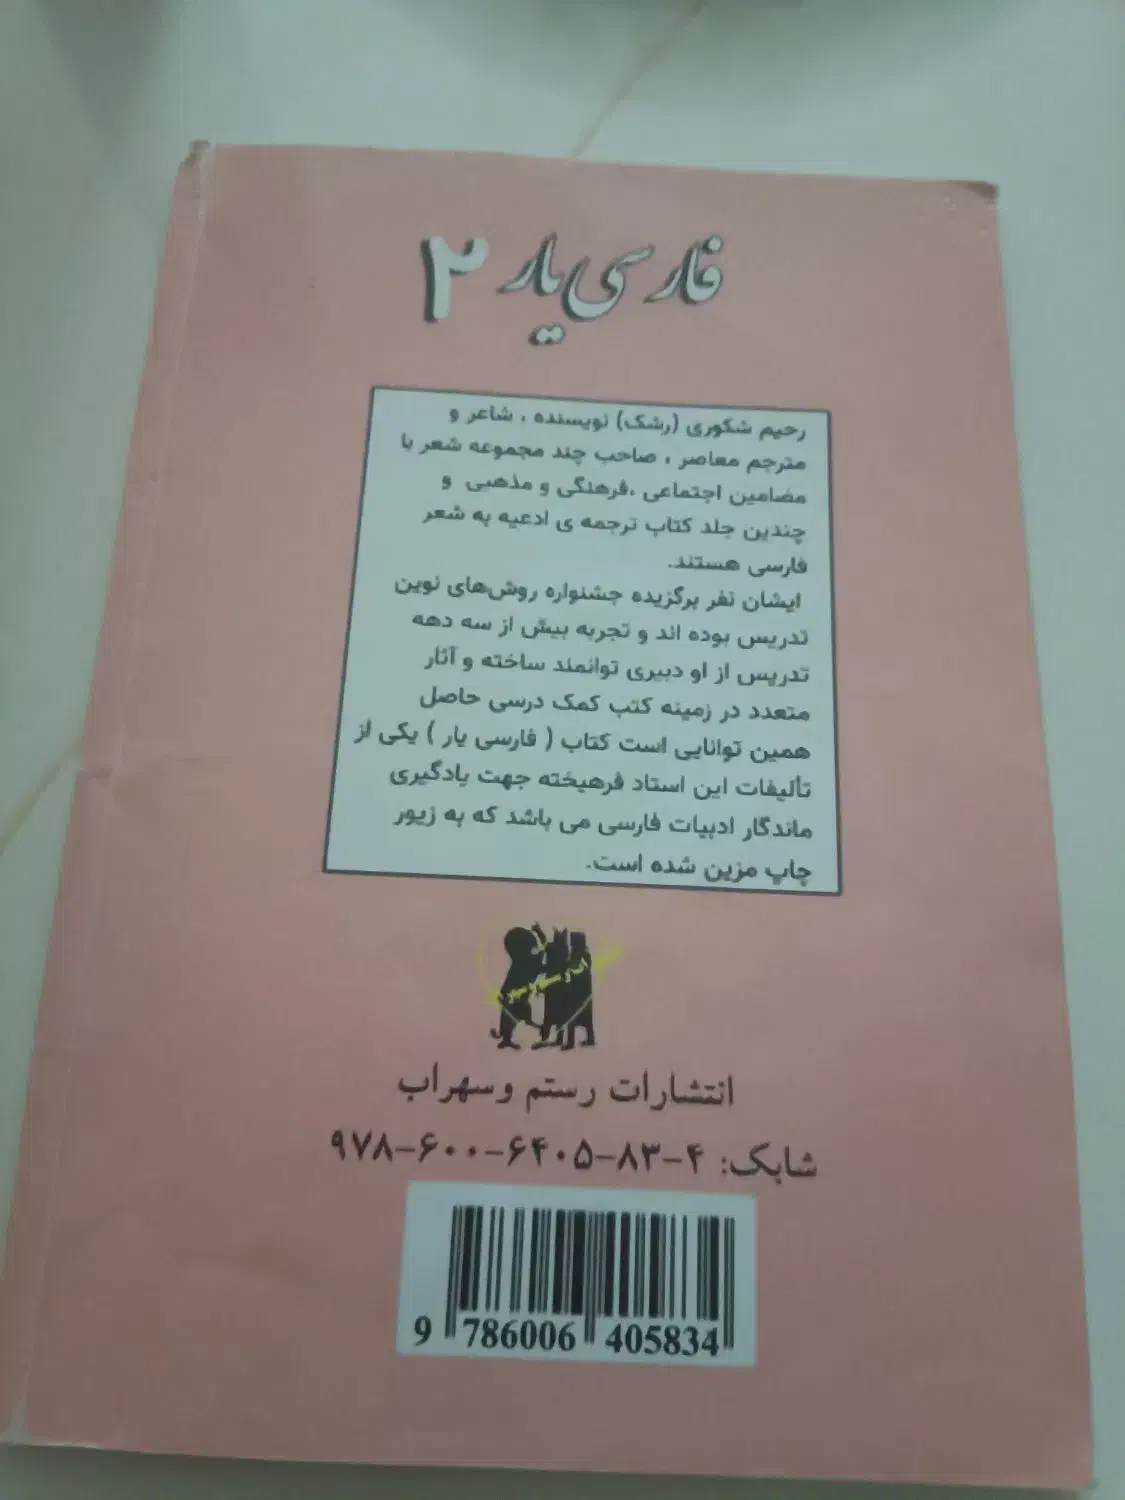 فارسی یار ۲
رحیم شکوری (رشک) نویسنده ، شاعر و
مترجم معاصر ، صاحب چند مجموعه شعر با
مضامین اجتماعی ،فرهنگی و مذهبی و
چندین جلد کتاب ترجمه ی ادعیه به شعر
فارسی هستند.
ایشان نفر برگزیده جشنواره روش‌های نوین
تدریس بوده اند و تجربه بیش از سه دهه
تدریس از او دبیری توانمند ساخته و آثار
متعدد در زمینه کتب کمک درسی حاصل
همین توانایی است کتاب ( فارسی یار ) یکی از
تألیفات این استاد فرهیخته جهت یادگیری
ماندگار ادبیات فارسی می باشد که به زیور
چاپ مزین شده است.
انتشارات رستم وسهراب
شابک: ۴-۸۳-۶۴۰۵-۶۰۰-۹۷۸
9 786006 405834